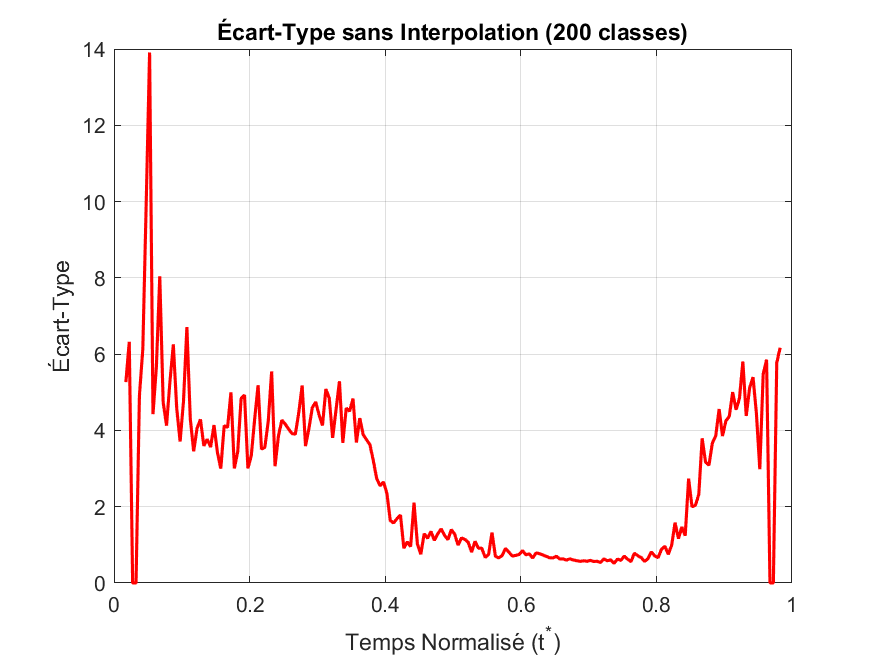 Écart-Type sans Interpolation (200 classes)
14
12
10
8
6
4
2
0
Écart-Type
0 0.2 0.4 0.6 0.8 1
Temps Normalisé (t*)